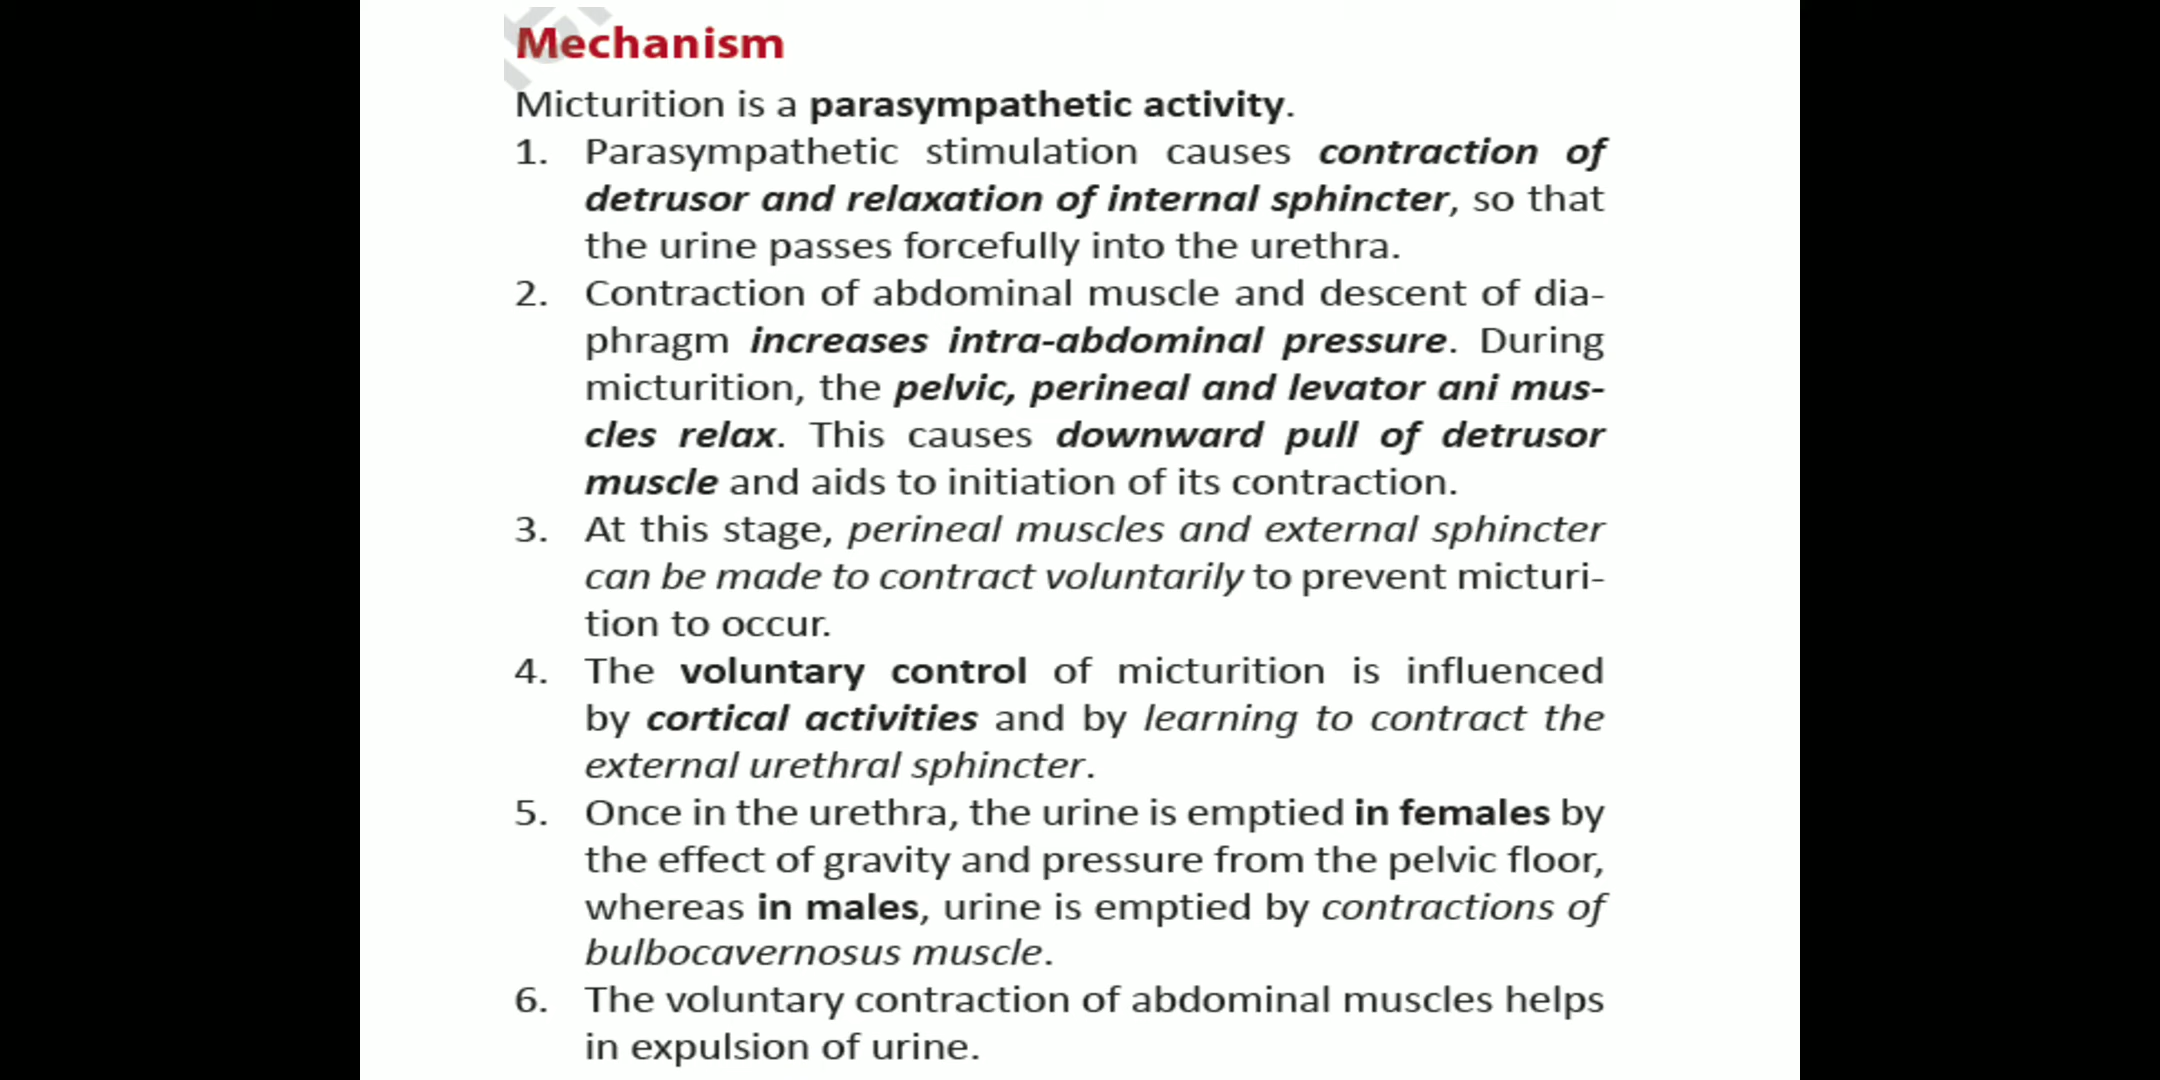 Mechanism
Micturition is a parasympathetic activity.
1. Parasympathetic stimulation causes contraction of
detrusor and relaxation of internal sphincter, so that
the urine passes forcefully into the urethra.
2. Contraction of abdominal muscle and descent of dia-
phragm increases intra-abdominal pressure. During
micturition, the pelvic, perineal and levator ani mus-
cles relax. This causes downward pull of detrusor
muscle and aids to initiation of its contraction.
3. At this stage, perineal muscles and external sphincter
can be made to contract voluntarily to prevent micturi-
tion to occur.
4. The voluntary control of micturition is influenced
by cortical activities and by learning to contract the
external urethral sphincter.
5. Once in the urethra, the urine is emptied in females by
the effect of gravity and pressure from the pelvic floor,
whereas in males, urine is emptied by contractions of
bulbocavernosus muscle.
6. The voluntary contraction of abdominal muscles helps
in expulsion of urine.